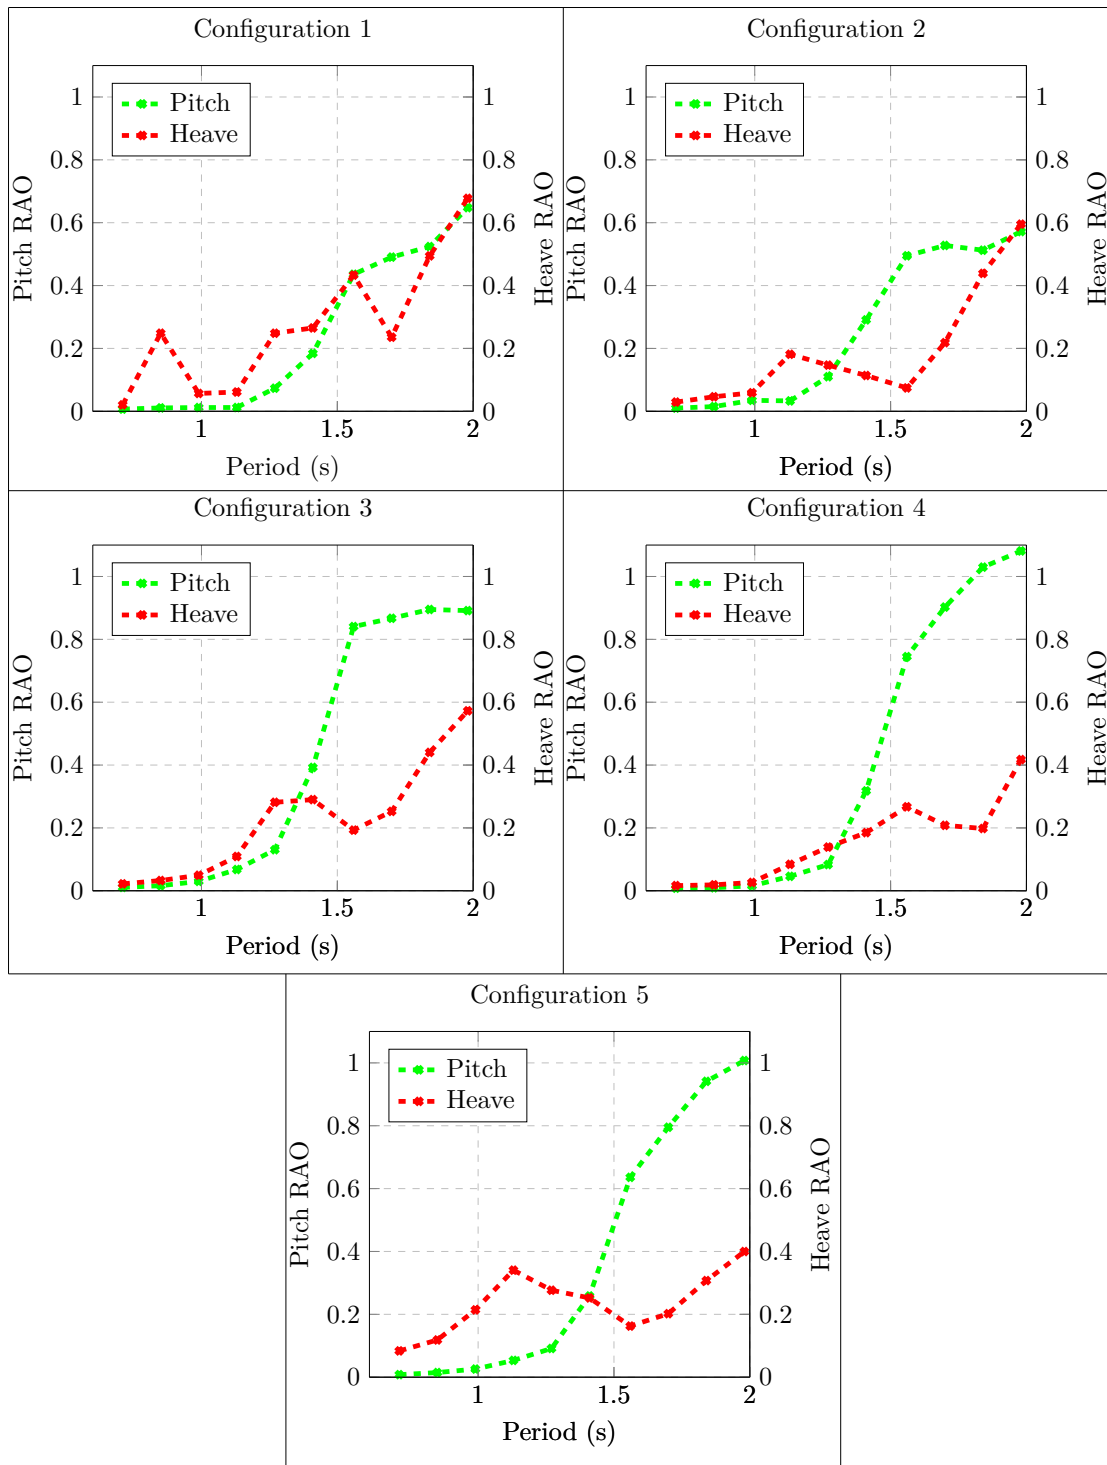 Configuration 1
Pitch RAO
0
0.2
0.4
0.6
0.8
1
Pitch
Heave
1
1.5
2
Period (s)
0
0.2
0.4
0.6
0.8
1
Heave RAO
Configuration 2
Pitch RAO
0
0.2
0.4
0.6
0.8
1
Pitch
Heave
1
1.5
2
Period (s)
0
0.2
0.4
0.6
0.8
1
Heave RAO
Configuration 3
Pitch RAO
0
0.2
0.4
0.6
0.8
1
Pitch
Heave
1
1.5
2
Period (s)
0
0.2
0.4
0.6
0.8
1
Heave RAO
Configuration 4
Pitch RAO
0
0.2
0.4
0.6
0.8
1
Pitch
Heave
1
1.5
2
Period (s)
0
0.2
0.4
0.6
0.8
1
Heave RAO
Configuration 5
Pitch RAO
0
0.2
0.4
0.6
0.8
1
Pitch
Heave
1
1.5
2
Period (s)
0
0.2
0.4
0.6
0.8
1
Heave RAO